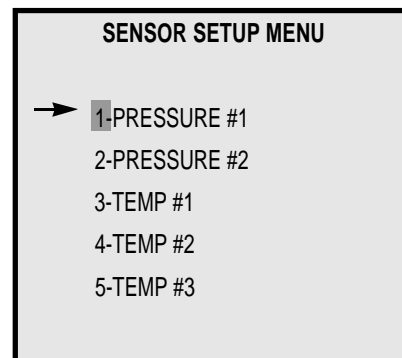 SENSOR SETUP MENU
1-PRESSURE #1
2-PRESSURE #2
3-TEMP #1
4-TEMP #2
5-TEMP #3